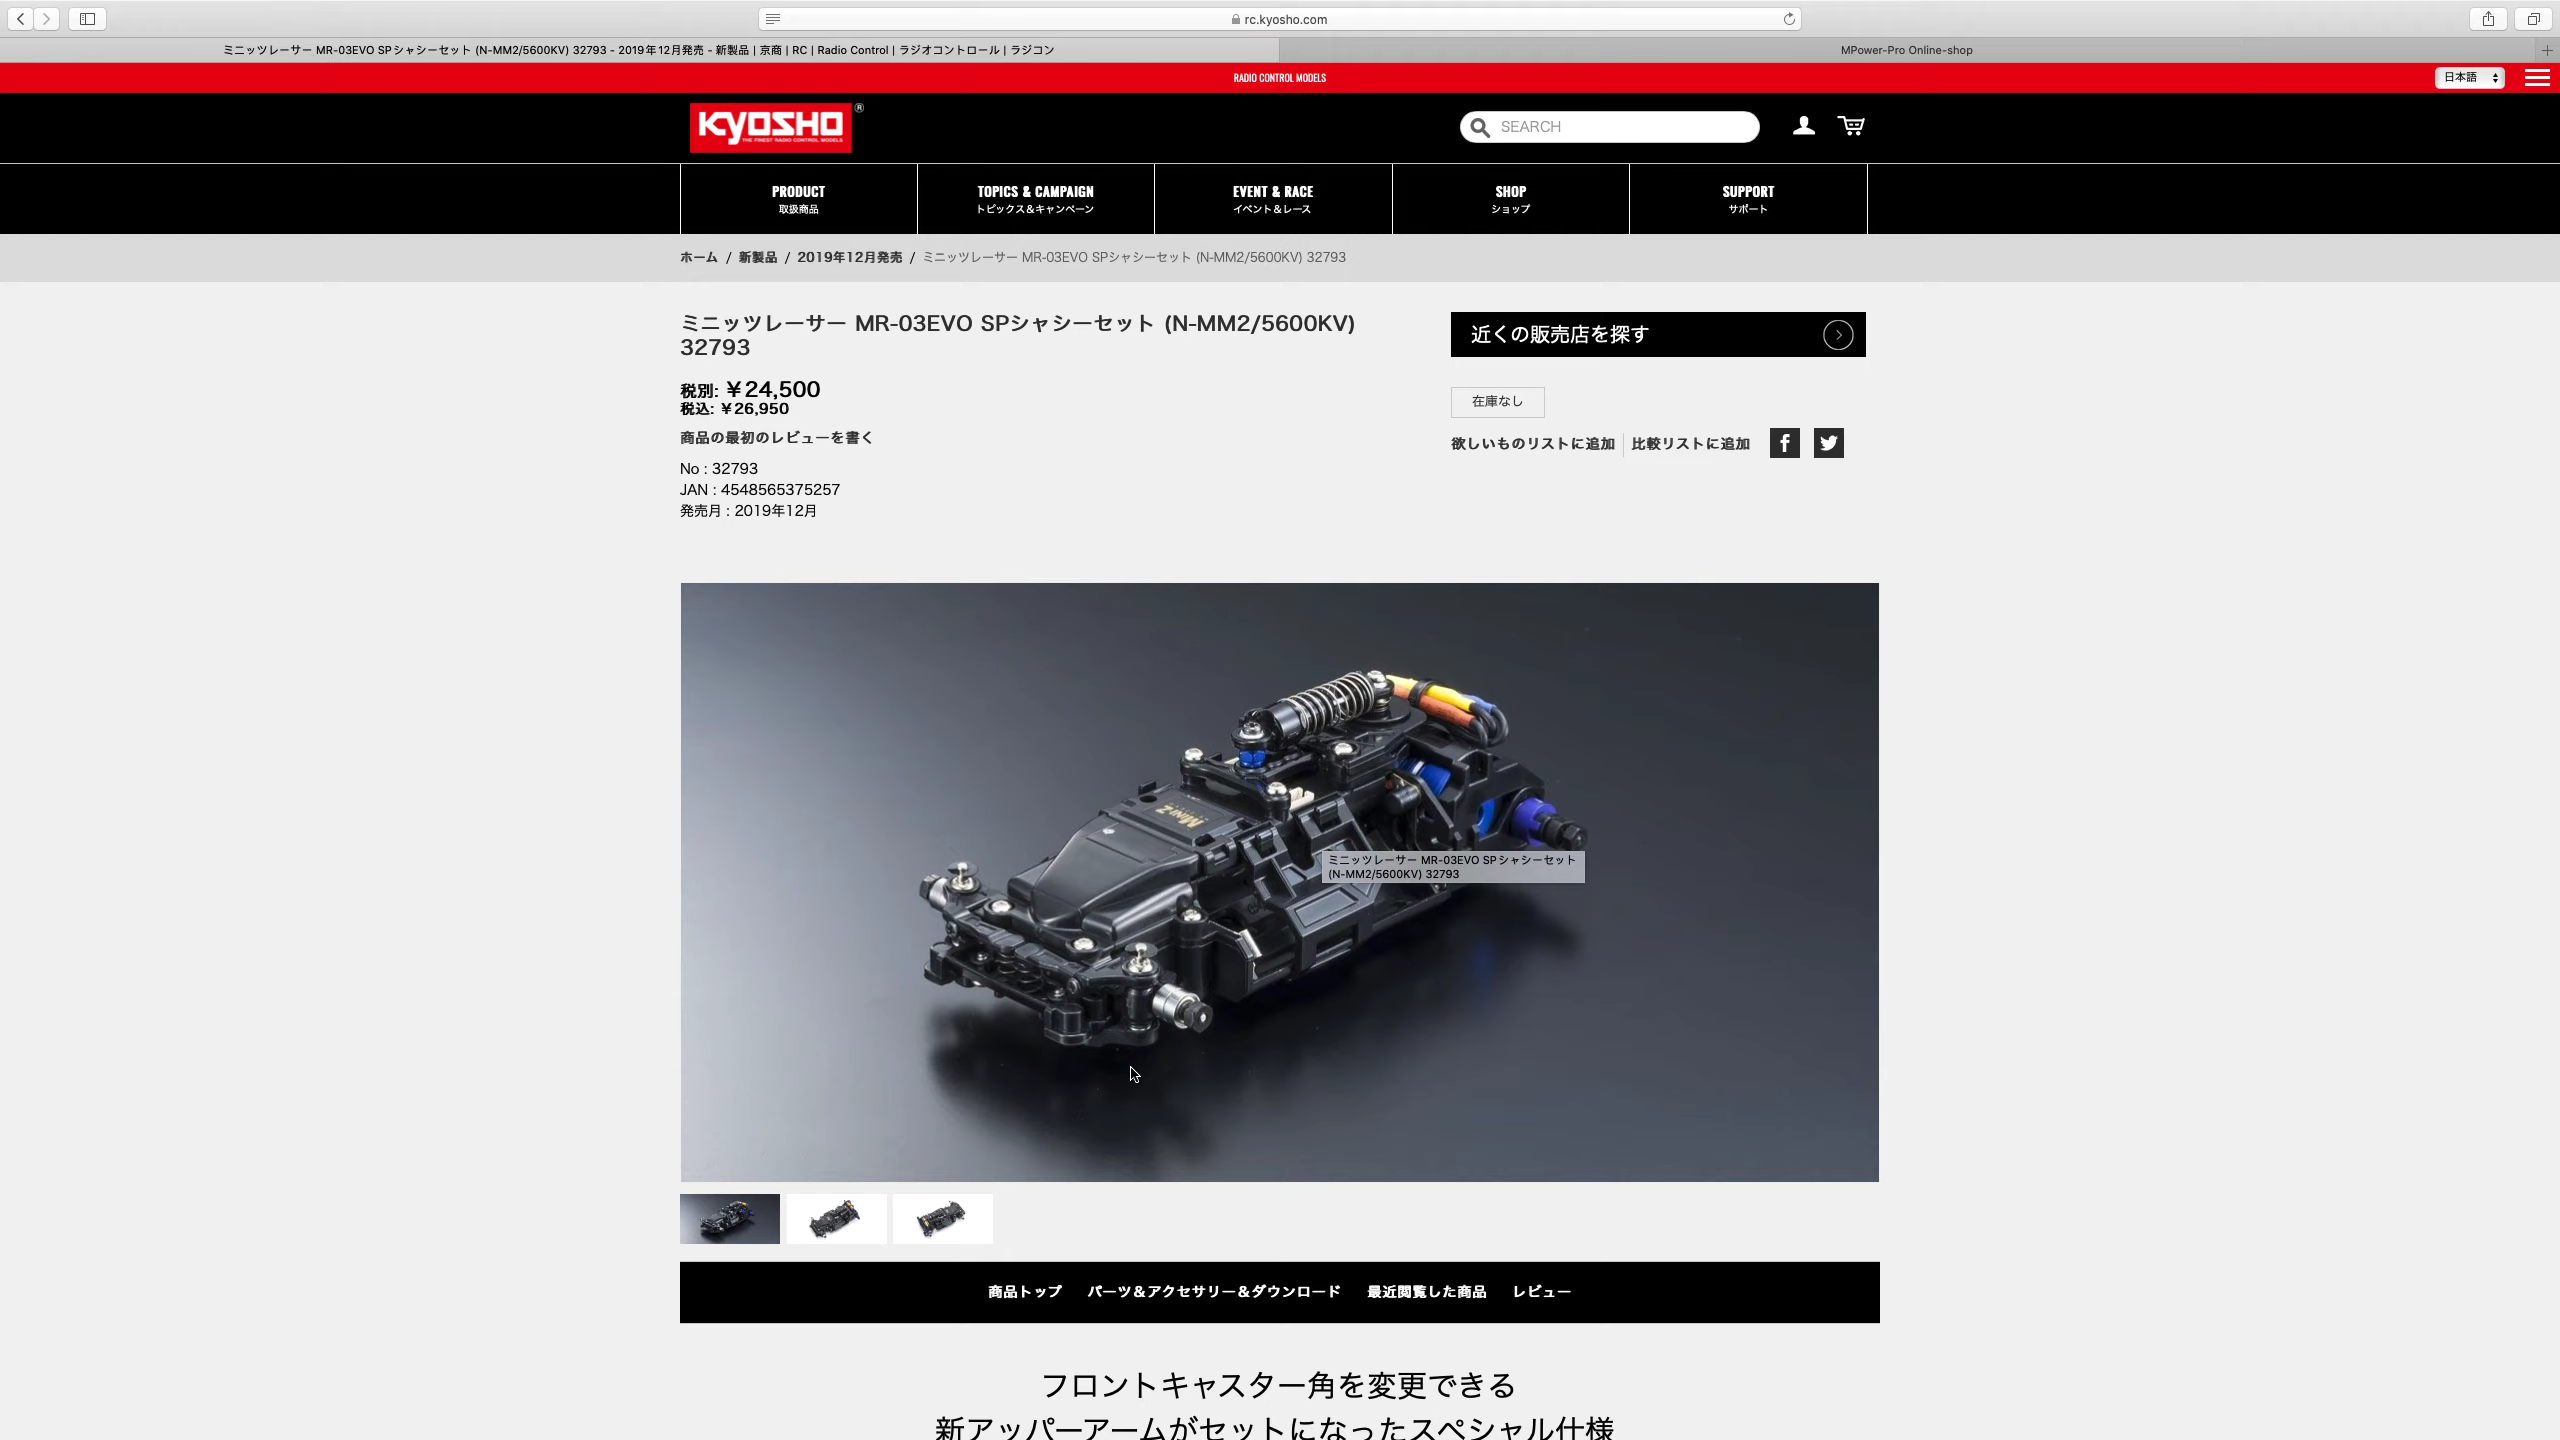 rc.kyosho.com
ミニッツレーサー MR-03EVO SPシャシーセット (N-MM2/5600KV) 32793 - 2019年12月発売 - 新製品 | 京商 | RC | Radio Control | ラジオコントロール | ラジコン
MPower-Pro Online-shop
RADIO CONTROL MODELS
日本語
KYOSHO ®
THE FINEST RADIO CONTROL MODELS
SEARCH
PRODUCT
取扱商品
TOPICS & CAMPAIGN
トピックス＆キャンペーン
EVENT & RACE
イベント＆レース
SHOP
ショップ
SUPPORT
サポート
ホーム / 新製品 / 2019年12月発売 / ミニッツレーサー MR-03EVO SPシャシーセット (N-MM2/5600KV) 32793
ミニッツレーサー MR-03EVO SPシャシーセット (N-MM2/5600KV)
32793
税別: ￥24,500
税込: ￥26,950
商品の最初のレビューを書く
No : 32793
JAN : 4548565375257
発売月 : 2019年12月
近くの販売店を探す
在庫なし
欲しいものリストに追加 比較リストに追加
MINI-Z
ミニッツレーサー MR-03EVO SPシャシーセット
(N-MM2/5600KV) 32793
商品トップ パーツ＆アクセサリー＆ダウンロード 最近閲覧した商品 レビュー
フロントキャスター角を変更できる
新アッパーアームがセットになったスペシャル仕様